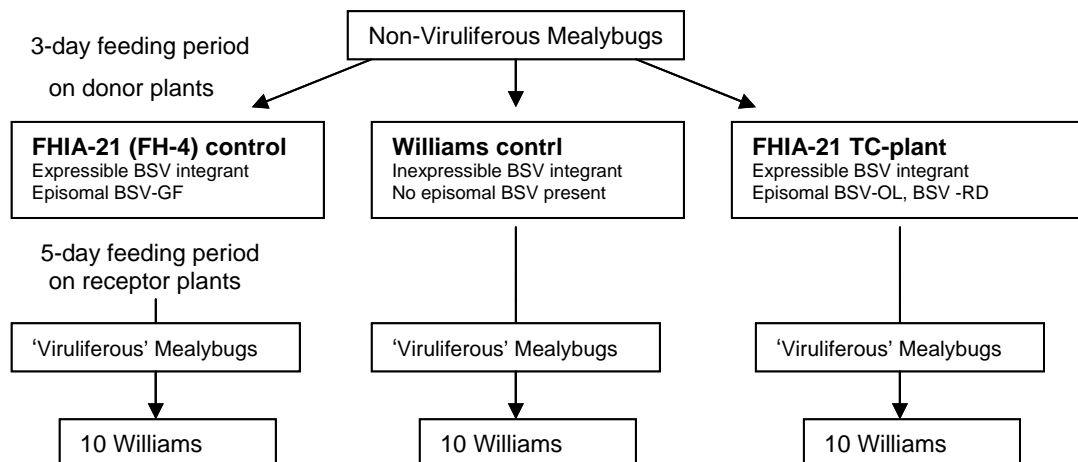 Non-Viruliferous Mealybugs
3-day feeding period
on donor plants
FHIA-21 (FH-4) control
Expressible BSV integrant
Episomal BSV-GF
Williams contrl
Inexpressible BSV integrant
No episomal BSV present
FHIA-21 TC-plant
Expressible BSV integrant
Episomal BSV-OL, BSV -RD
5-day feeding period
on receptor plants
‘Viruliferous’ Mealybugs
‘Viruliferous’ Mealybugs
‘Viruliferous’ Mealybugs
10 Williams
10 Williams
10 Williams